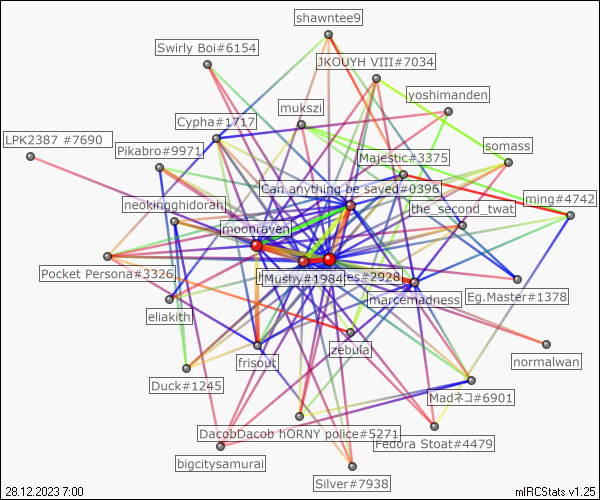 shawntee9
Swirly Boi#6154
JKOUYH VIII#7034
yoshimanden
mukszi
Cypha#1717
LPK2387 #7690
Pikabro#9971
somass
Majestic#3375
Can anything be saved#0396
ming#4742
neokingghidorah
the_second_twat
moonraven
Pocket Persona#3326
Mushy#1984
es#2928
Eg.Master#1378
marcemadness
eliakith
frisout
zebula
normalwan
Duck#1245
Madネコ#6901
DacobDacob hORNY police#5271
Fedora Stoat#4479
bigcitysamurai
Silver#7938
28.12.2023 7:00
mIRCStats v1.25